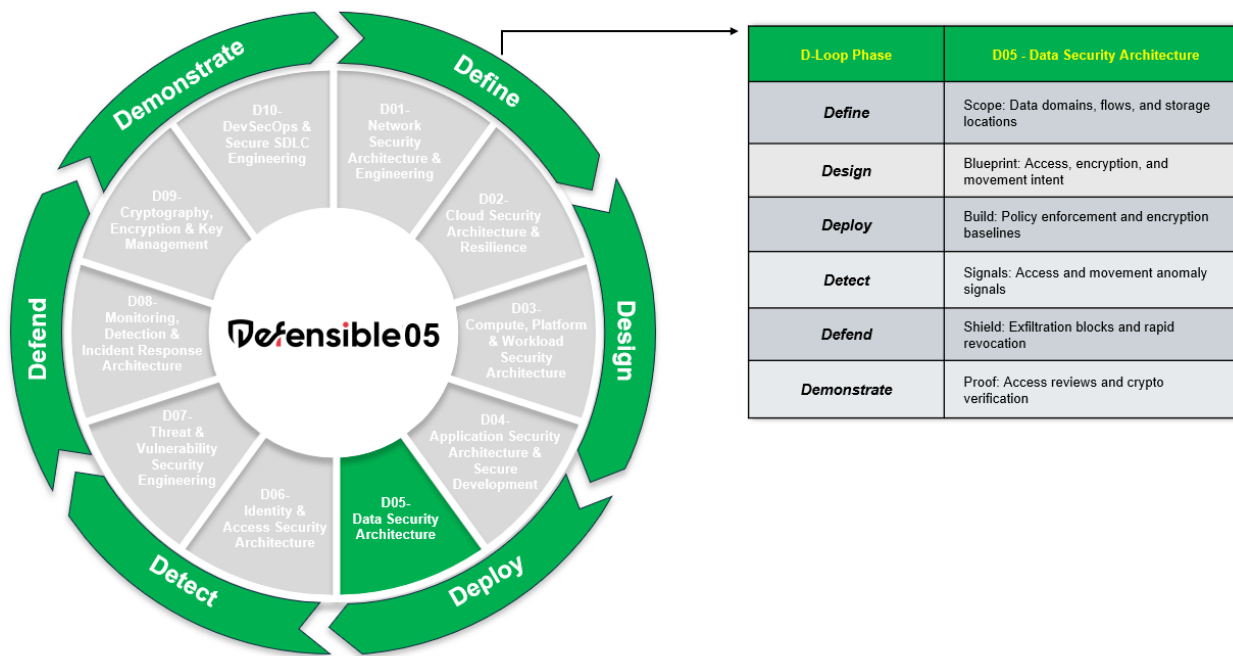 Demonstrate
Define
Design
Deploy
Detect
Defend
D10-
DevSecOps &
Secure SDLC
Engineering
D01-
Network
Security
Architecture &
Engineering
D02-
Cloud Security
Architecture &
Resilience
D03-
Compute, Platform
& Workload
Security
Architecture
D04-
Application Security
Architecture &
Secure
Development
D05-
Data Security
Architecture
D06-
Identity &
Access Security
Architecture
D07-
Threat &
Vulnerability
Security
Engineering
D08-
Monitoring,
Detection &
Incident Response
Architecture
D09-
Cryptography,
Encryption & Key
Management
Defensible05
D-Loop Phase
D05 - Data Security Architecture
Define
Scope: Data domains, flows, and storage
locations
Design
Blueprint: Access, encryption, and
movement intent
Deploy
Build: Policy enforcement and encryption
baselines
Detect
Signals: Access and movement anomaly
signals
Defend
Shield: Exfiltration blocks and rapid
revocation
Demonstrate
Proof: Access reviews and crypto
verification